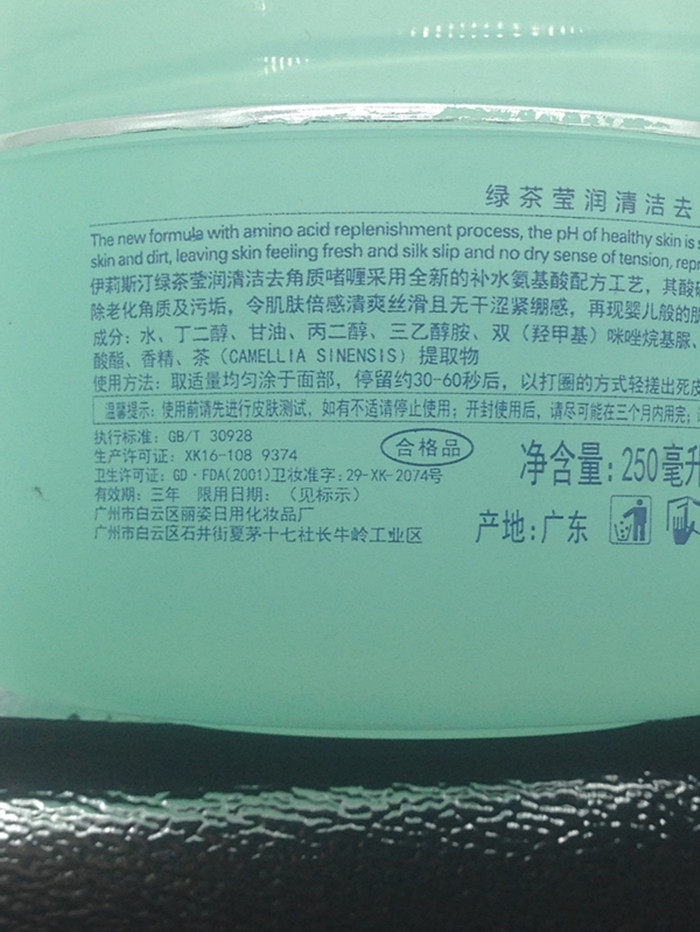 绿茶莹润清洁去
The new formula with amino acid replenishment process, the pH of healthy skin is
skin and dirt, leaving skin feeling fresh and silk slip and no dry sense of tension, repr
伊莉斯汀绿茶莹润清洁去角质啫喱采用全新的补水氨基酸配方工艺，其酸碱
除老化角质及污垢，令肌肤倍感清爽丝滑且无干涩紧绷感，再现婴儿般的肌
成分：水、丁二醇、甘油、丙二醇、三乙醇胺、双（羟甲基）咪唑烷基脲、
酸酯、香精、茶（CAMELLIA SINENSIS）提取物
使用方法：取适量均匀涂于面部，停留约30-60秒后，以打圈的方式轻搓出死皮
温馨提示：使用前请先进行皮肤测试，如有不适请停止使用；开封使用后，请尽可能在三个月内用完；
执行标准：GB/T 30928
合格品
净含量：250毫升
生产许可证：XK16-108 9374
卫生许可证：GD·FDA(2001)卫妆准字：29-XK-2074号
有效期：三年 限用日期：（见标示）
广州市白云区丽姿日用化妆品厂
产地：广东
广州市白云区石井街夏茅十七社长牛岭工业区